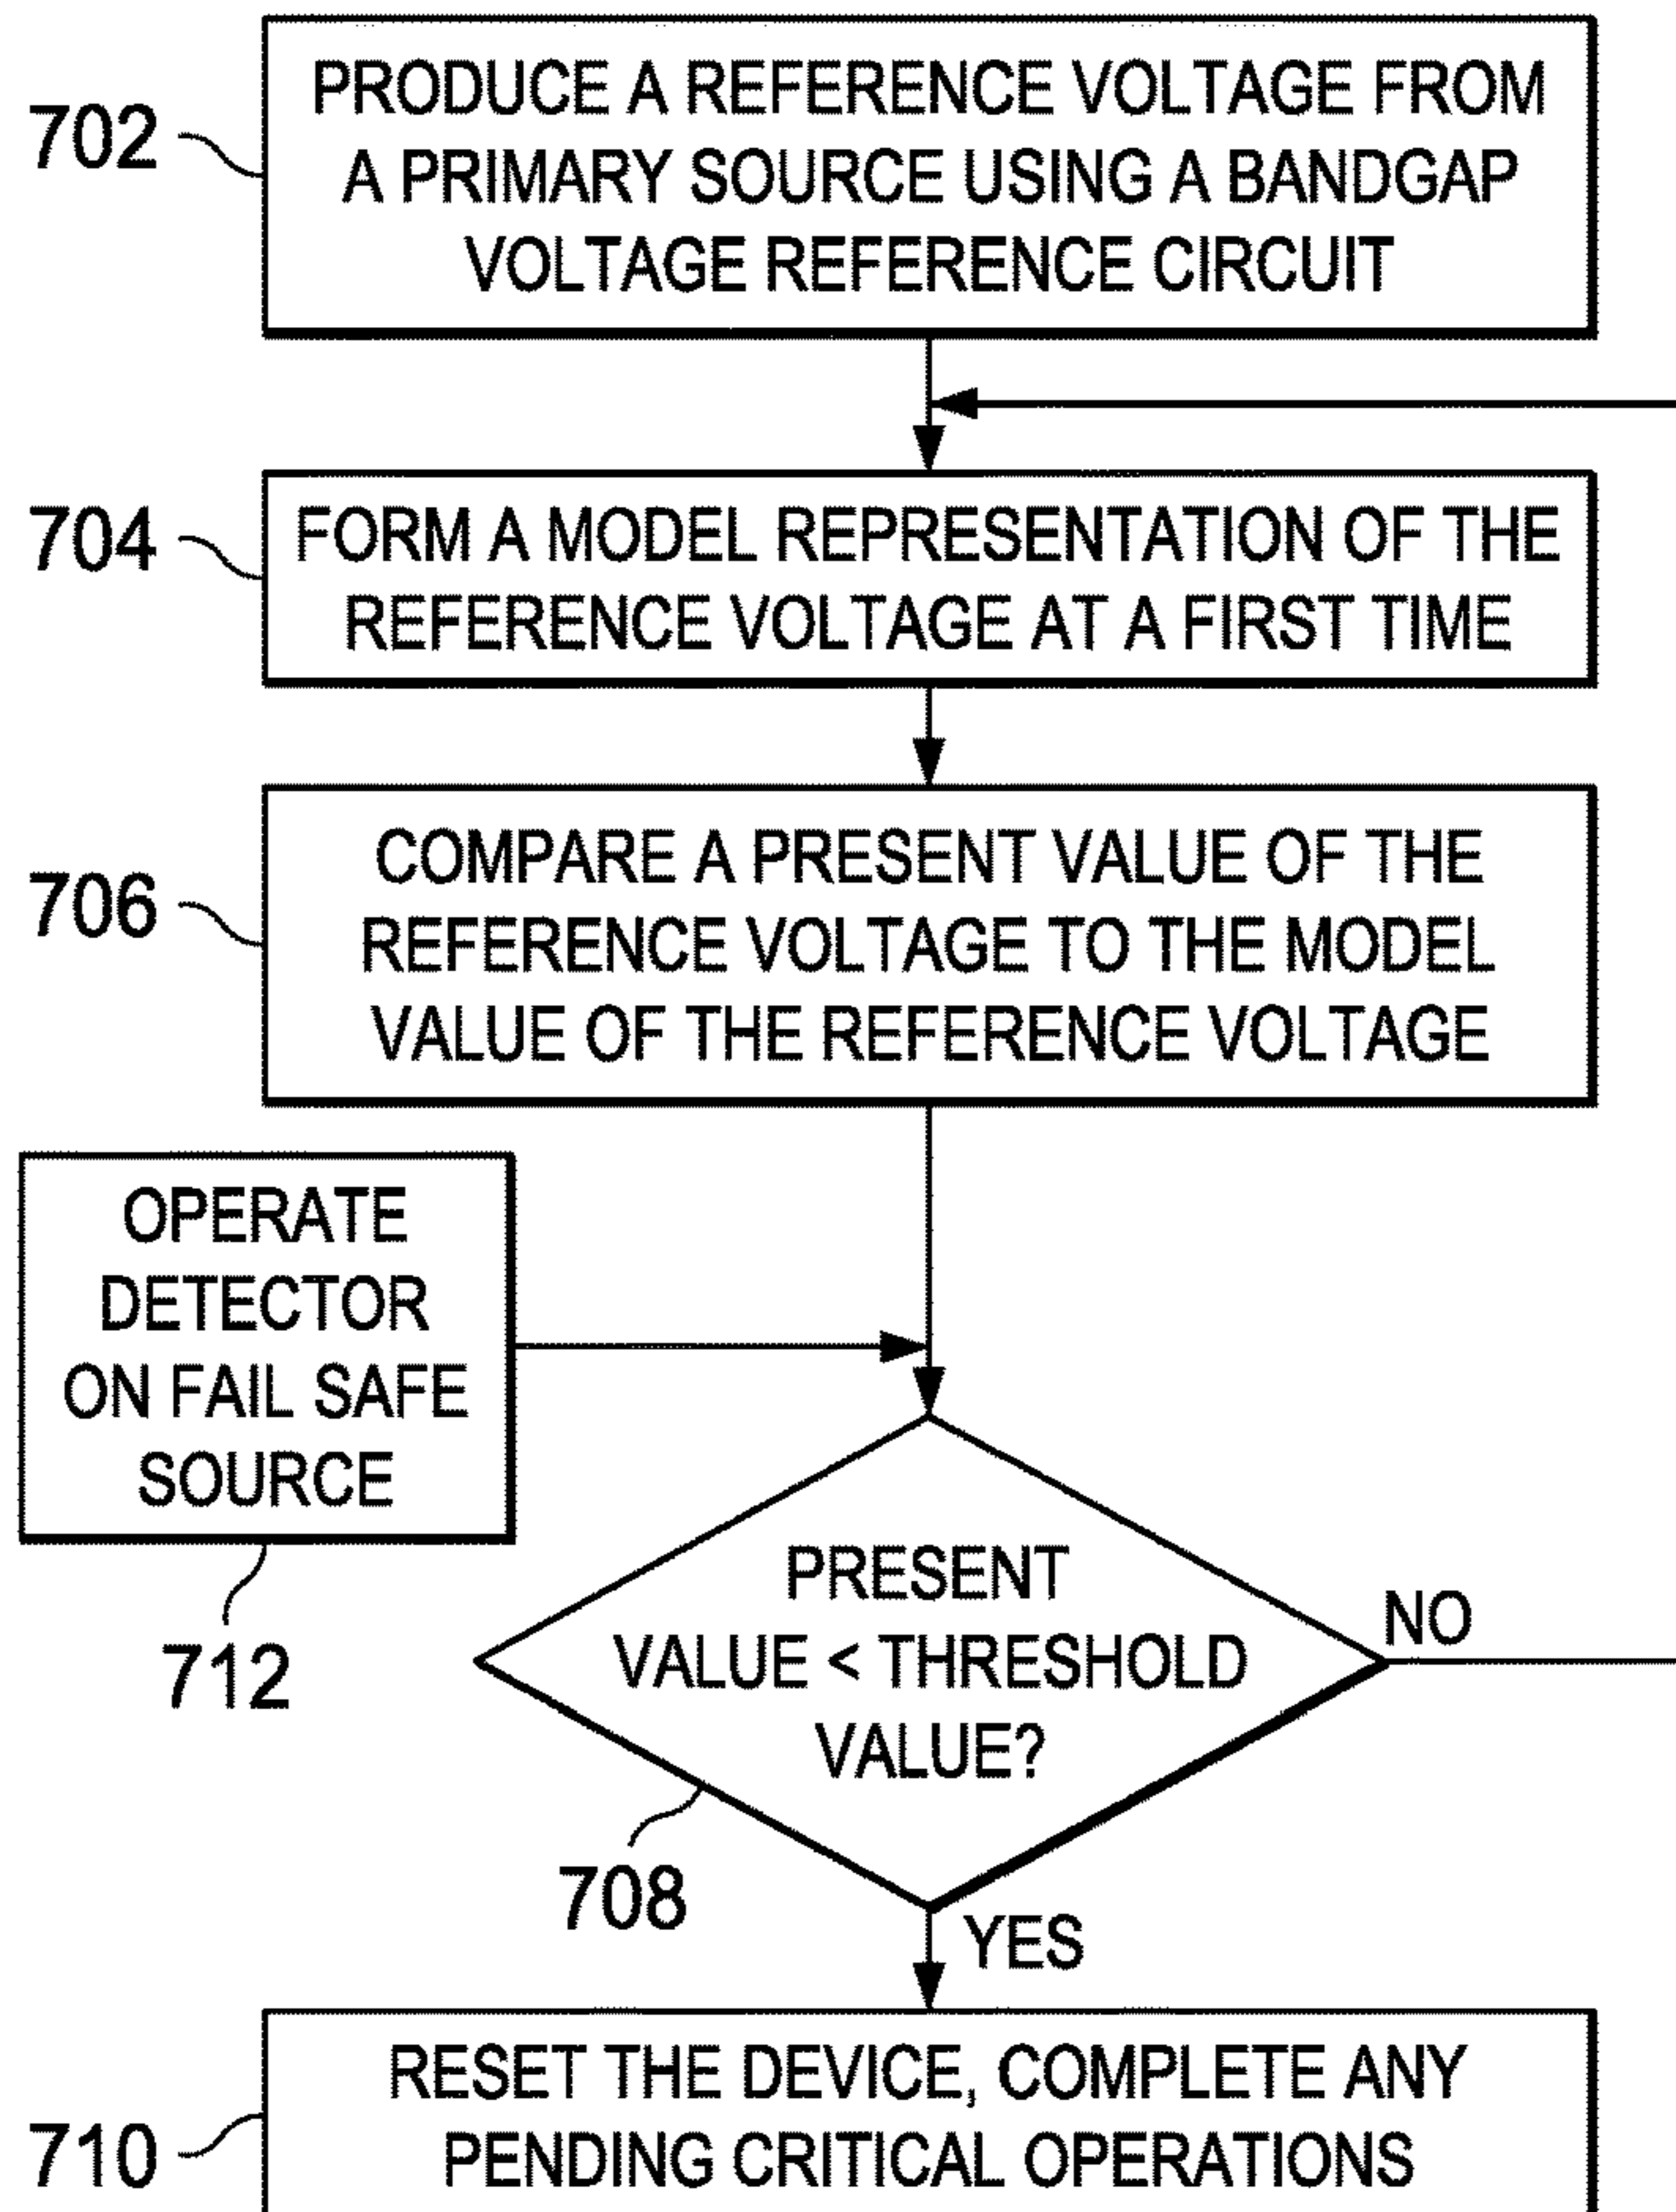 702
PRODUCE A REFERENCE VOLTAGE FROM
A PRIMARY SOURCE USING A BANDGAP
VOLTAGE REFERENCE CIRCUIT
704
FORM A MODEL REPRESENTATION OF THE
REFERENCE VOLTAGE AT A FIRST TIME
706
COMPARE A PRESENT VALUE OF THE
REFERENCE VOLTAGE TO THE MODEL
VALUE OF THE REFERENCE VOLTAGE
OPERATE
DETECTOR
ON FAIL SAFE
SOURCE
712
PRESENT
VALUE < THRESHOLD
VALUE?
NO
708
YES
710
RESET THE DEVICE, COMPLETE ANY
PENDING CRITICAL OPERATIONS